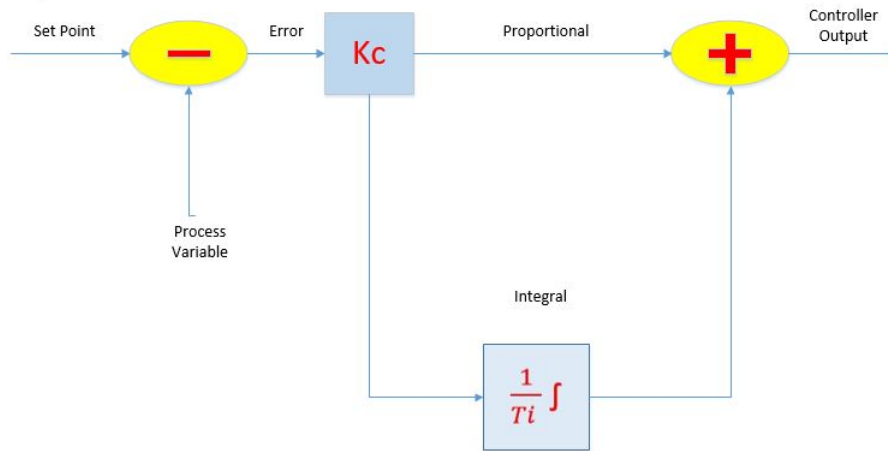 Set Point
Error
Kc
Proportional
Controller
Output
−
+
Process
Variable
Integral
1
Ti
∫